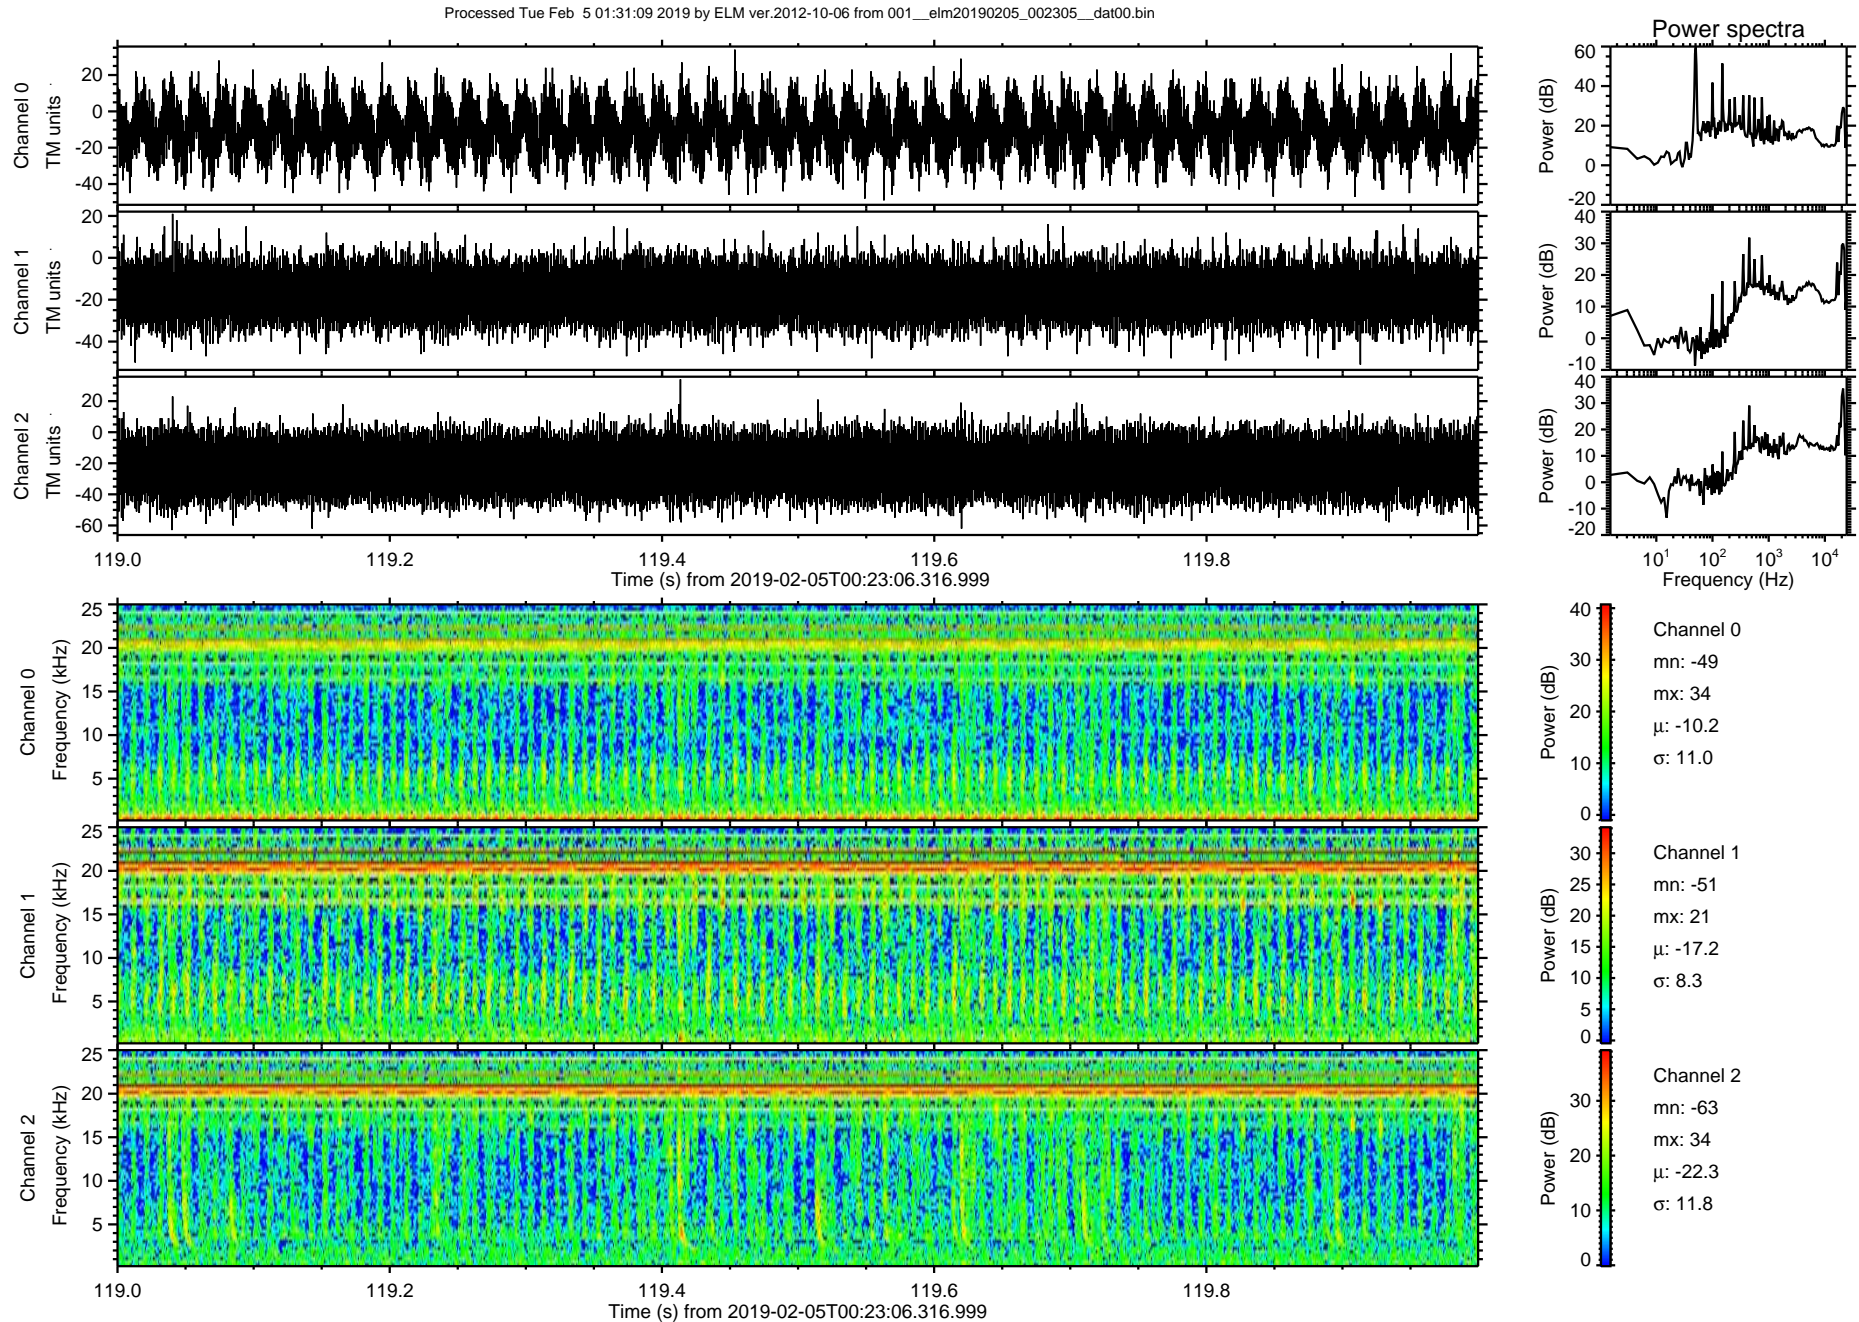 Processed Tue Feb  5 01:31:09 2019 by ELM ver.2012-10-06 from 001__elm20190205_002305__dat00.bin
Power spectra
Channel 0
TM units
20
0
-20
-40
Power (dB)
60
40
20
0
-20
Channel 1
TM units
20
0
-20
-40
Power (dB)
40
30
20
10
0
-10
Channel 2
TM units
20
0
-20
-40
-60
Power (dB)
40
30
20
10
0
-10
-20
119.0 119.2 119.4 119.6 119.8
Time (s) from 2019-02-05T00:23:06.316.999
10¹ 10² 10³ 10⁴
Frequency (Hz)
Channel 0
Frequency (kHz)
25
20
15
10
5
Power (dB)
40
30
20
10
0
Channel 0
mn: -49
mx: 34
μ: -10.2
σ: 11.0
Channel 1
Frequency (kHz)
25
20
15
10
5
Power (dB)
30
25
20
15
10
5
0
Channel 1
mn: -51
mx: 21
μ: -17.2
σ: 8.3
Channel 2
Frequency (kHz)
25
20
15
10
5
Power (dB)
30
20
10
0
Channel 2
mn: -63
mx: 34
μ: -22.3
σ: 11.8
119.0 119.2 119.4 119.6 119.8
Time (s) from 2019-02-05T00:23:06.316.999